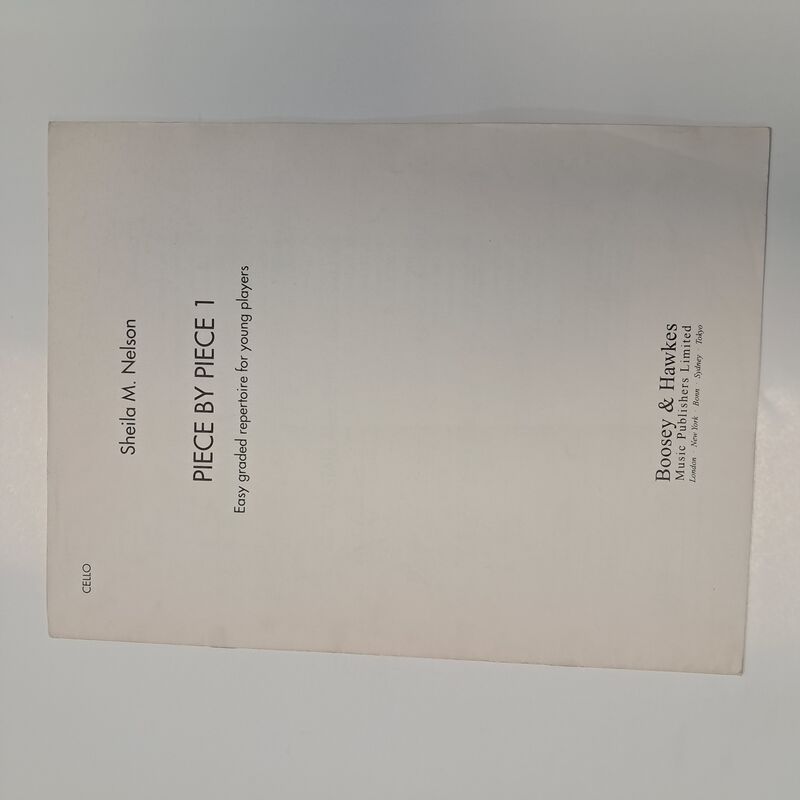 CELLO
Sheila M. Nelson
PIECE BY PIECE 1
Easy graded repertoire for young players
Boosey & Hawkes
Music Publishers Limited
London · New York · Bonn · Sydney · Tokyo